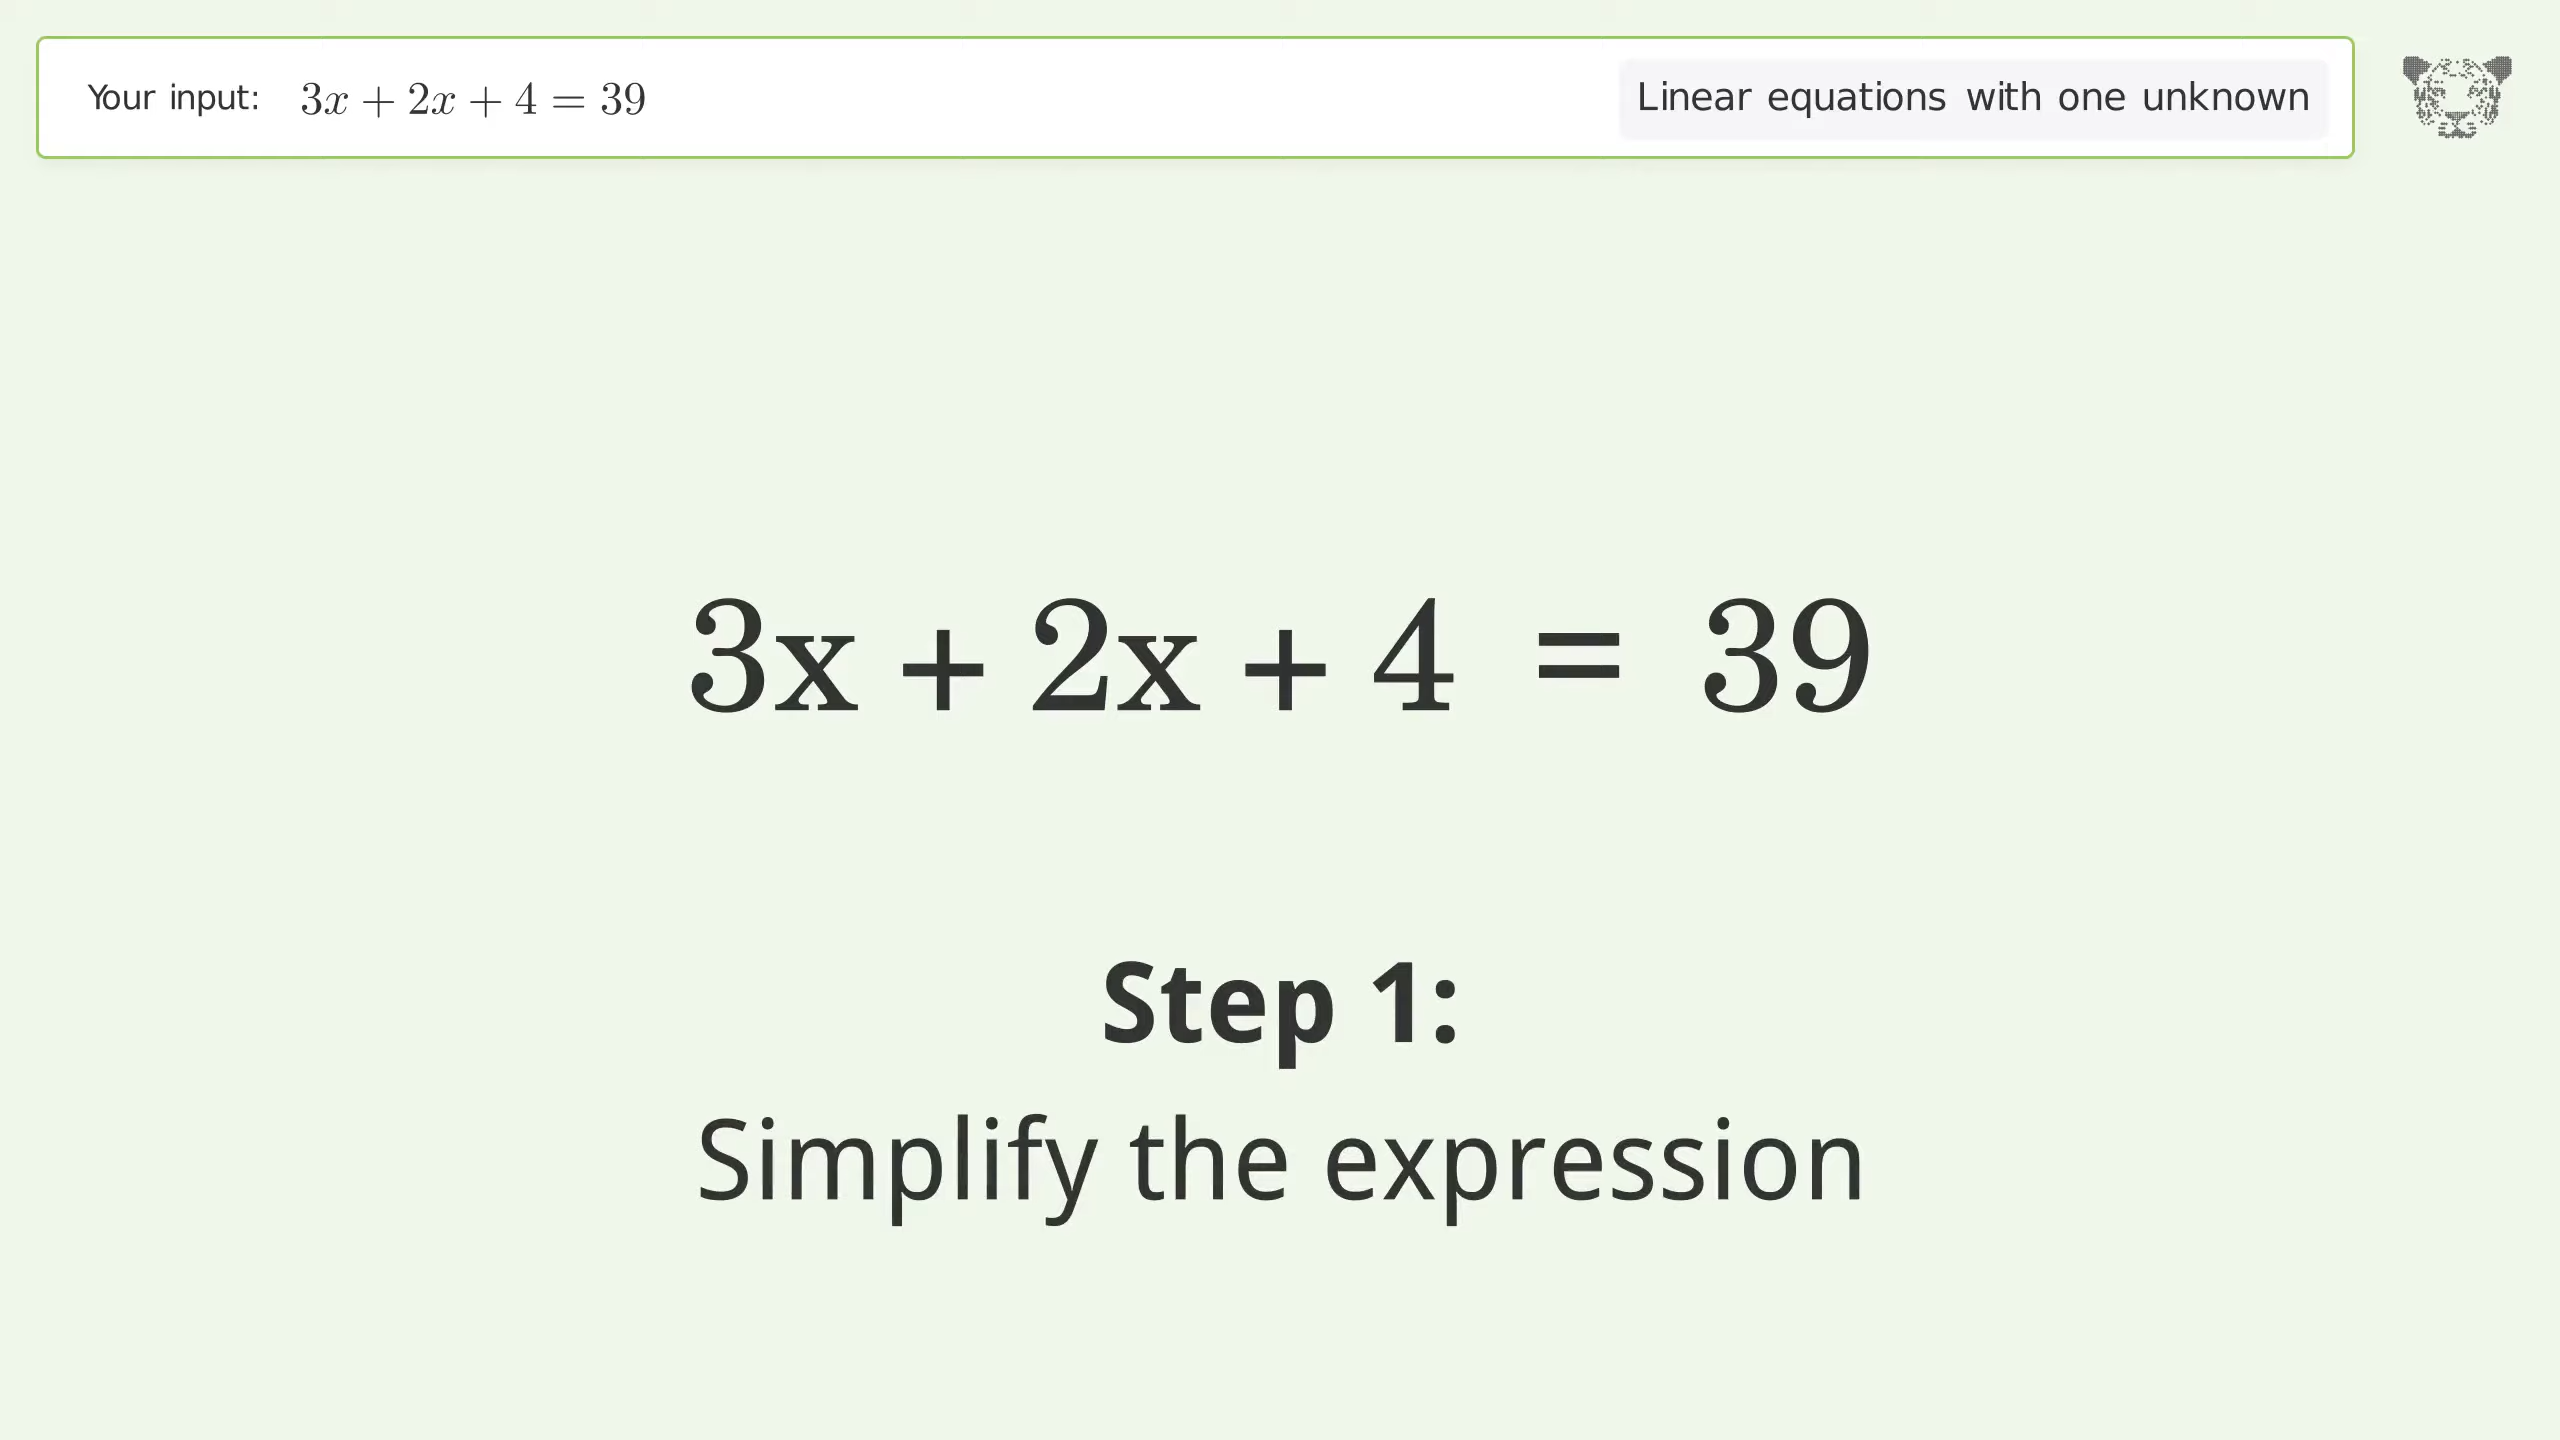 Your input: 3x + 2x + 4 = 39
Linear equations with one unknown
3x + 2x + 4 = 39
Step 1:
Simplify the expression